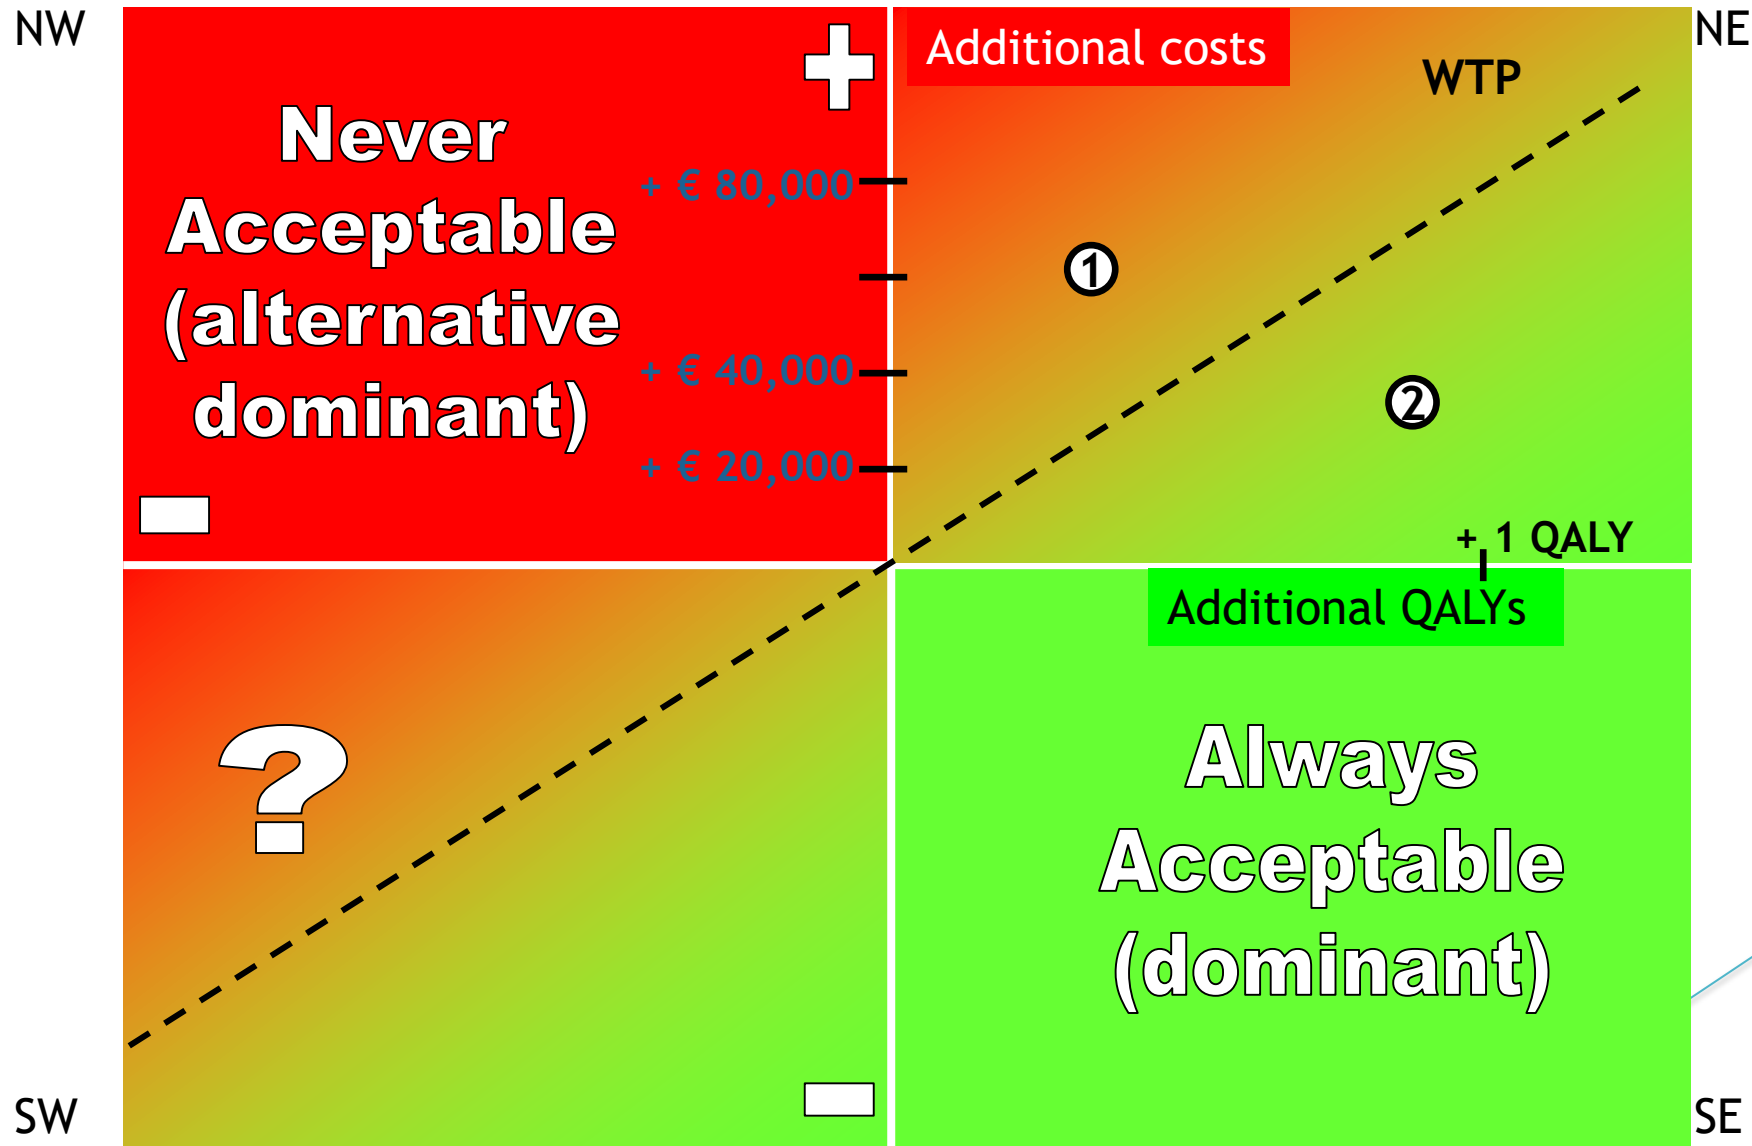 NW
NE
+
Additional costs
WTP
Never
Acceptable
(alternative
dominant)
+ € 80,000
+ € 40,000
+ € 20,000
1
2
-
+ 1 QALY
Additional QALYs
?
Always
Acceptable
(dominant)
-
SW
SE